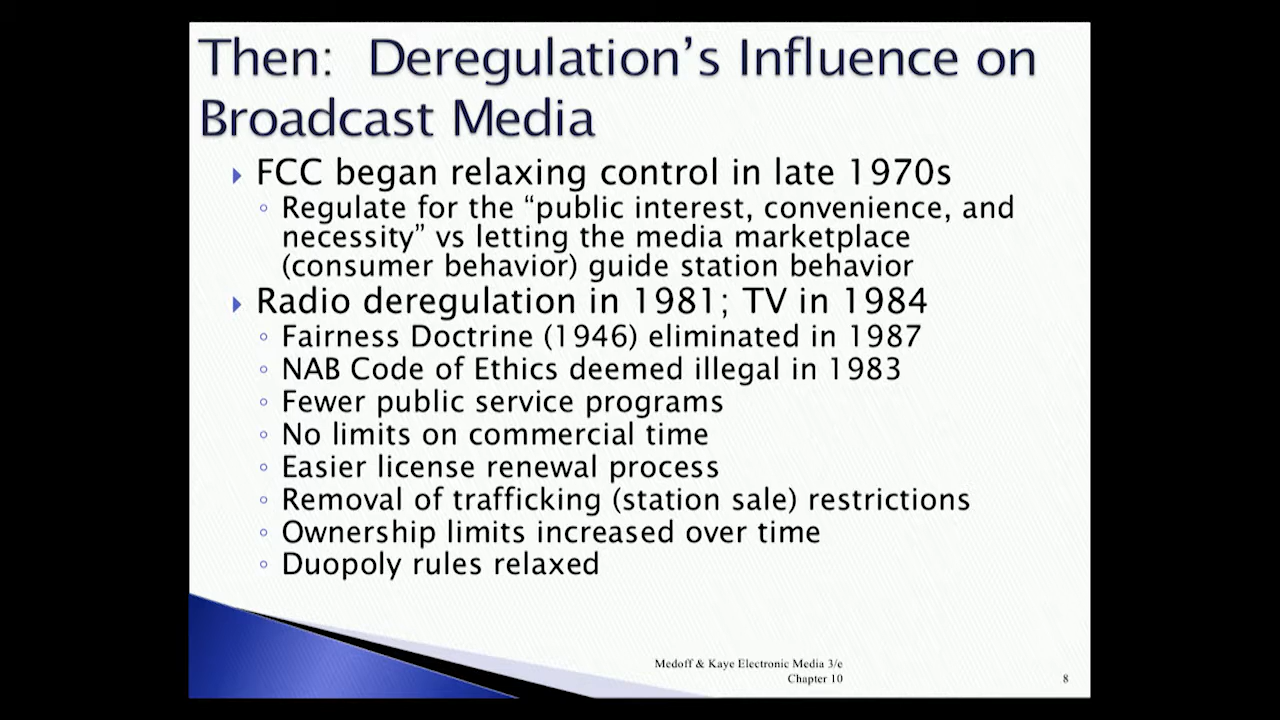 Then: Deregulation’s Influence on
Broadcast Media
FCC began relaxing control in late 1970s
Regulate for the “public interest, convenience, and
necessity” vs letting the media marketplace
(consumer behavior) guide station behavior
Radio deregulation in 1981; TV in 1984
Fairness Doctrine (1946) eliminated in 1987
NAB Code of Ethics deemed illegal in 1983
Fewer public service programs
No limits on commercial time
Easier license renewal process
Removal of trafficking (station sale) restrictions
Ownership limits increased over time
Duopoly rules relaxed
Medoff & Kaye Electronic Media 3/e
Chapter 10
8